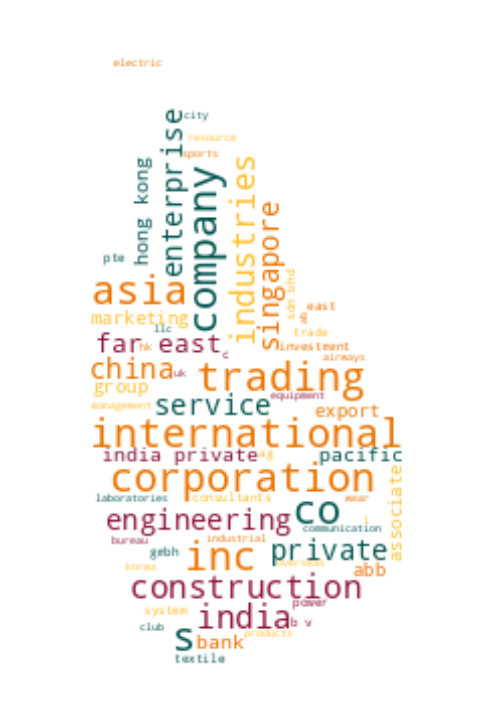 electric
city
enterprise
resource
sports
hong kong
company
industries
singapore
pte
sdn bhd
asia
east
marketing
llc
trade
far east
hk
c
investment
airways
china
uk
trading
group
equipment
management
service
export
international
india private
ag
pacific
corporation
associate
laboratories
consultants
wear
engineering
co
communication
bureau
industrial
gmbh
inc
private
korea
overseas
abb
construction
system
power
india
b v
club
s
bank
products
textile